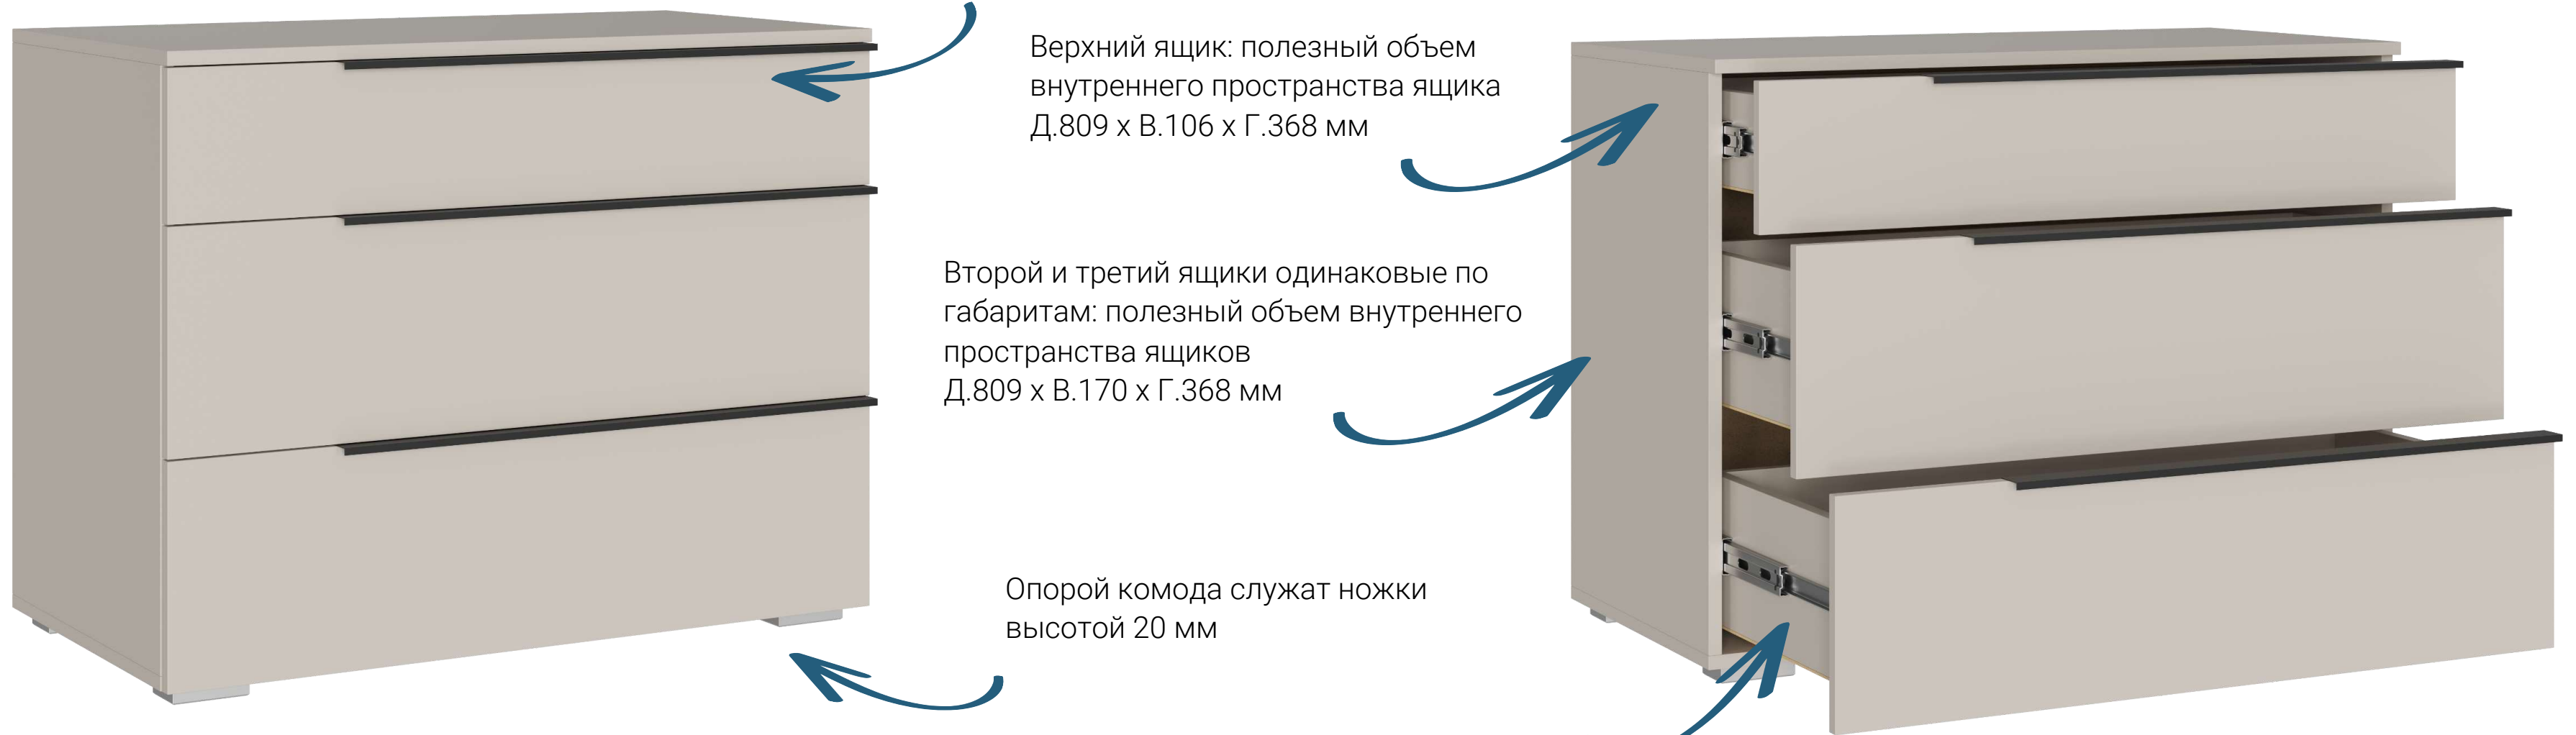 Верхний ящик: полезный объем
внутреннего пространства ящика
Д.809 х В.106 х Г.368 мм
Второй и третий ящики одинаковые по
габаритам: полезный объем внутреннего
пространства ящиков
Д.809 х В.170 х Г.368 мм
Опорой комода служат ножки
высотой 20 мм